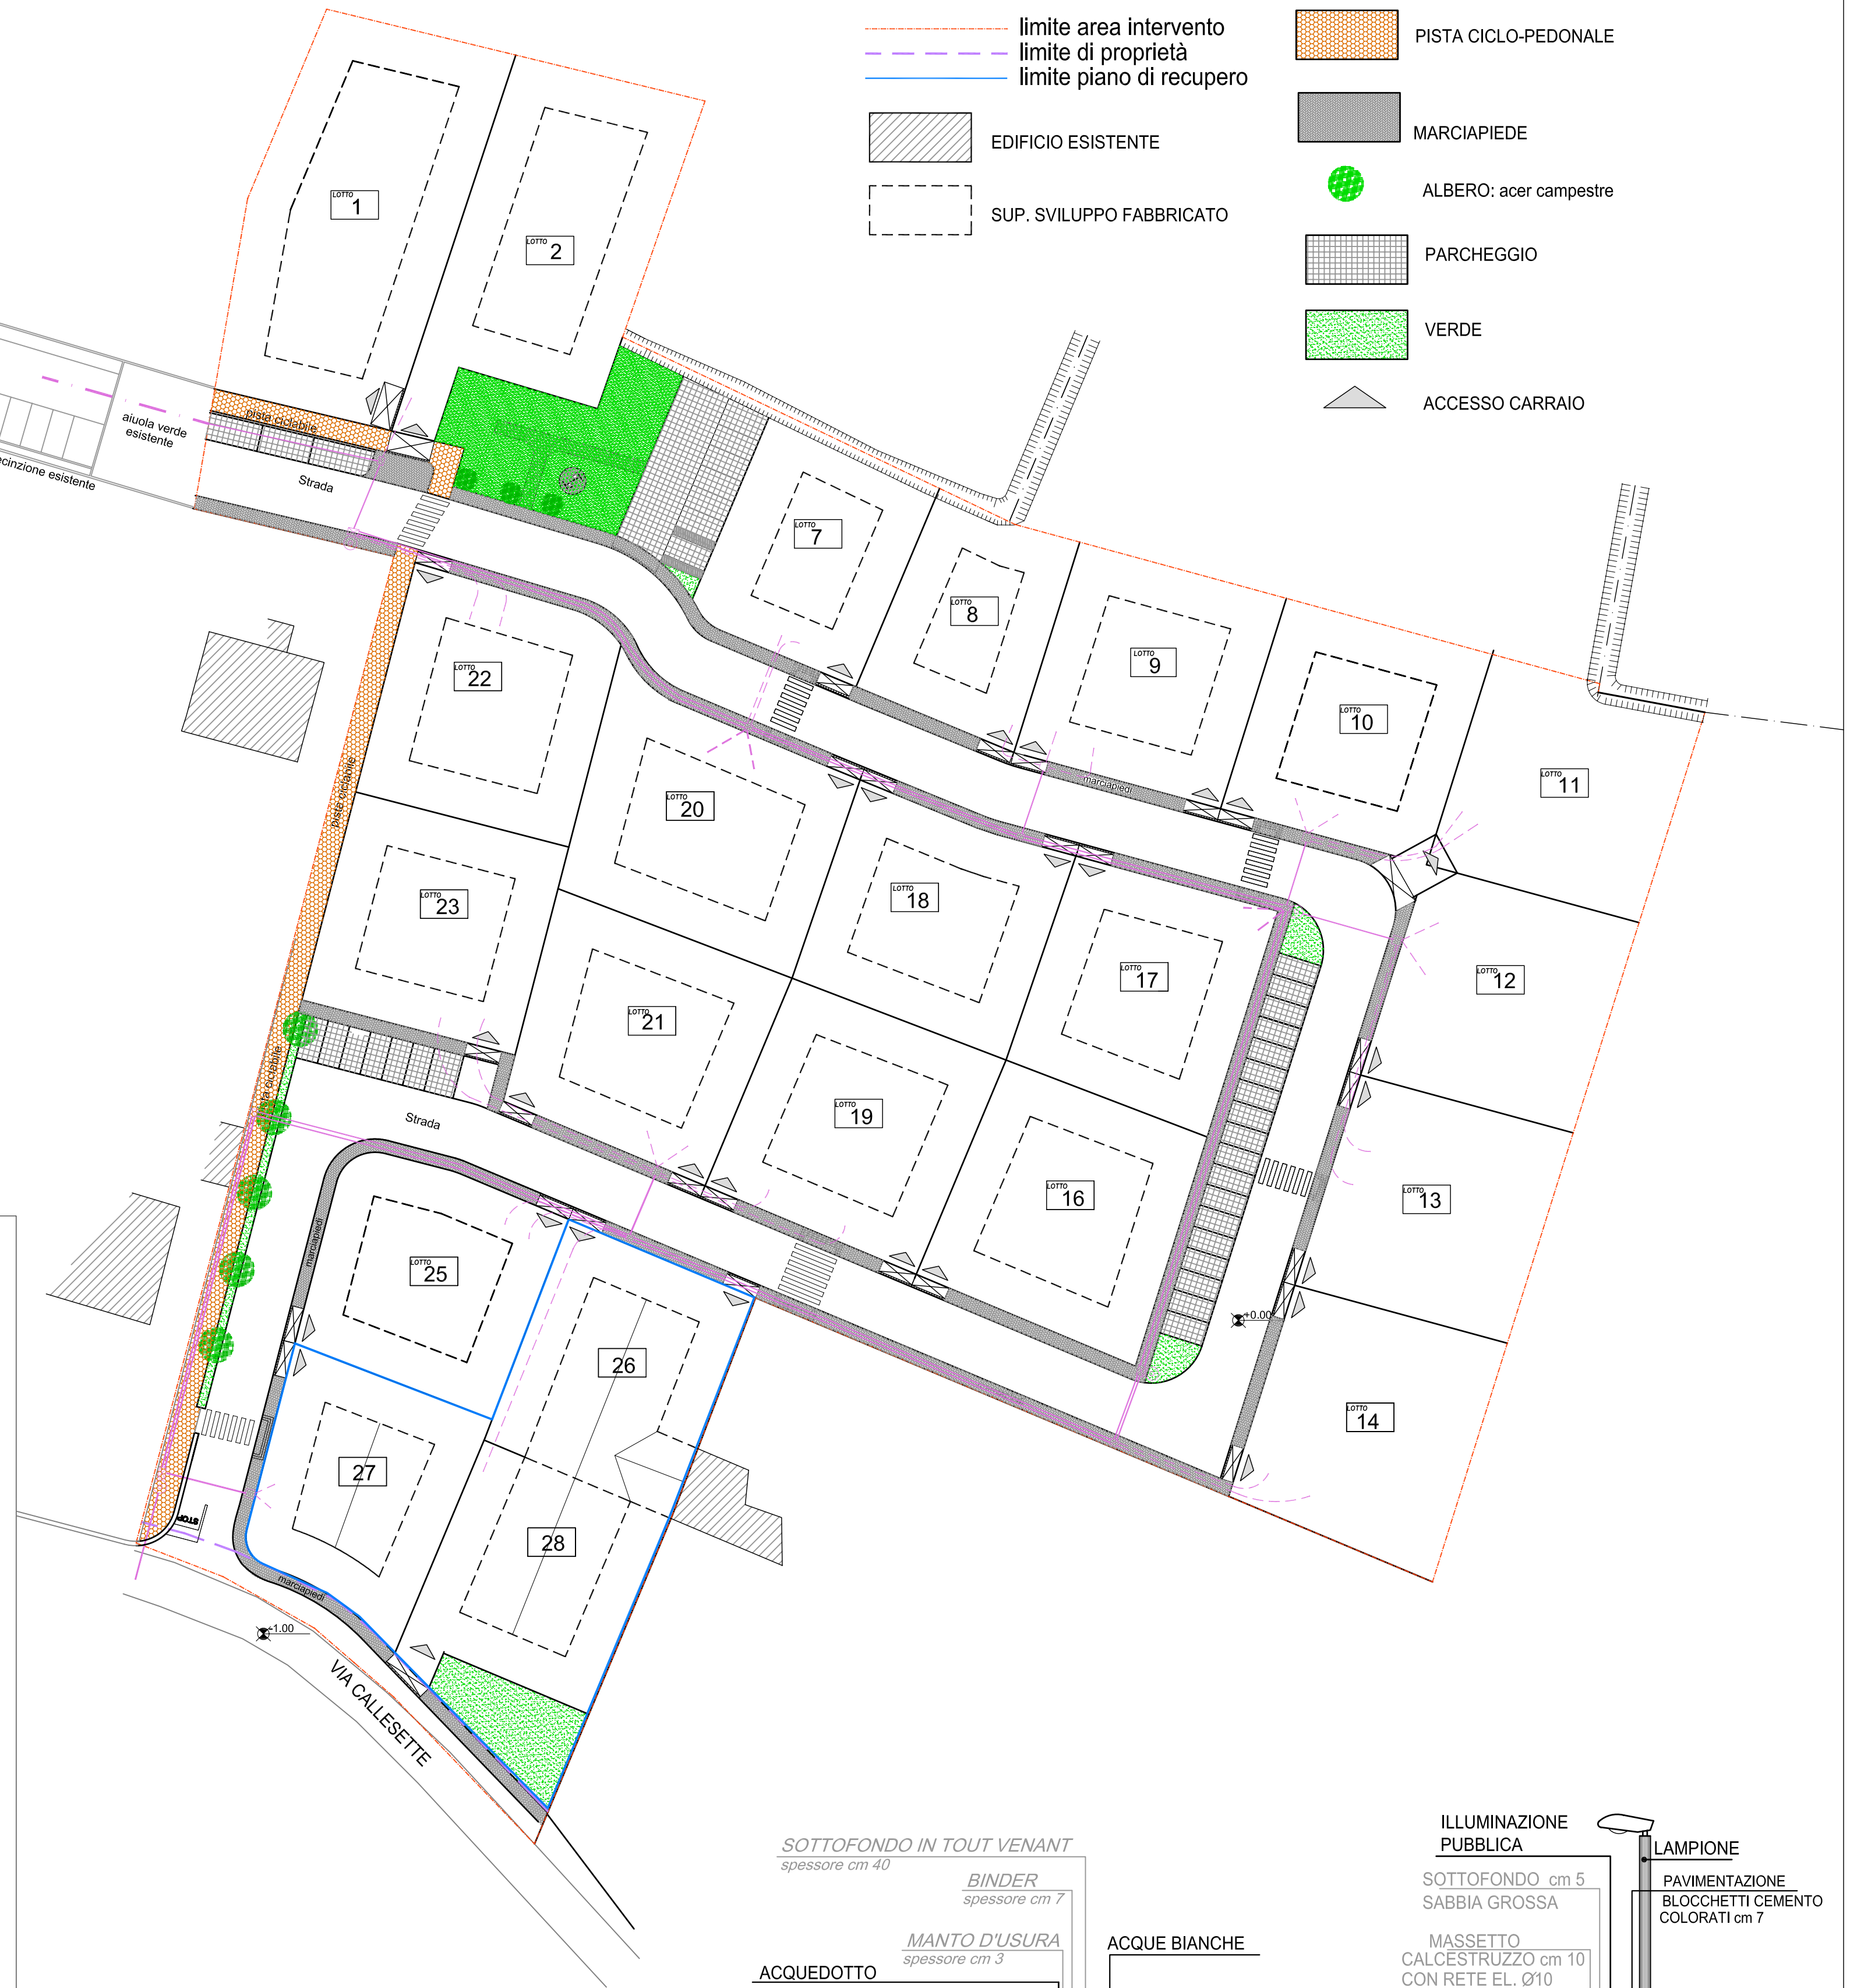 limite area intervento
limite di proprietà
limite piano di recupero
EDIFICIO ESISTENTE
SUP. SVILUPPO FABBRICATO
PISTA CICLO-PEDONALE
MARCIAPIEDE
ALBERO: acer campestre
PARCHEGGIO
VERDE
ACCESSO CARRAIO
LOTTO 1
LOTTO 2
pista ciclabile
aiuola verde
esistente
ecinzione esistente
Strada
LOTTO 7
LOTTO 8
LOTTO 9
LOTTO 10
LOTTO 11
marciapiedi
LOTTO 22
LOTTO 20
pista ciclabile
LOTTO 23
LOTTO 18
LOTTO 17
LOTTO 12
LOTTO 21
LOTTO 19
LOTTO 16
LOTTO 13
pista ciclabile
Strada
marciapiedi
LOTTO 25
26
+0.00
LOTTO 14
27
28
STOP
marciapiedi
-1.00
VIA CALLESETTE
SOTTOFONDO IN TOUT VENANT
spessore cm 40
BINDER
spessore cm 7
MANTO D'USURA
spessore cm 3
ACQUEDOTTO
ACQUE BIANCHE
ILLUMINAZIONE
PUBBLICA
LAMPIONE
SOTTOFONDO cm 5
SABBIA GROSSA
PAVIMENTAZIONE
BLOCCHETTI CEMENTO
COLORATI cm 7
MASSETTO
CALCESTRUZZO cm 10
CON RETE EL. Ø10